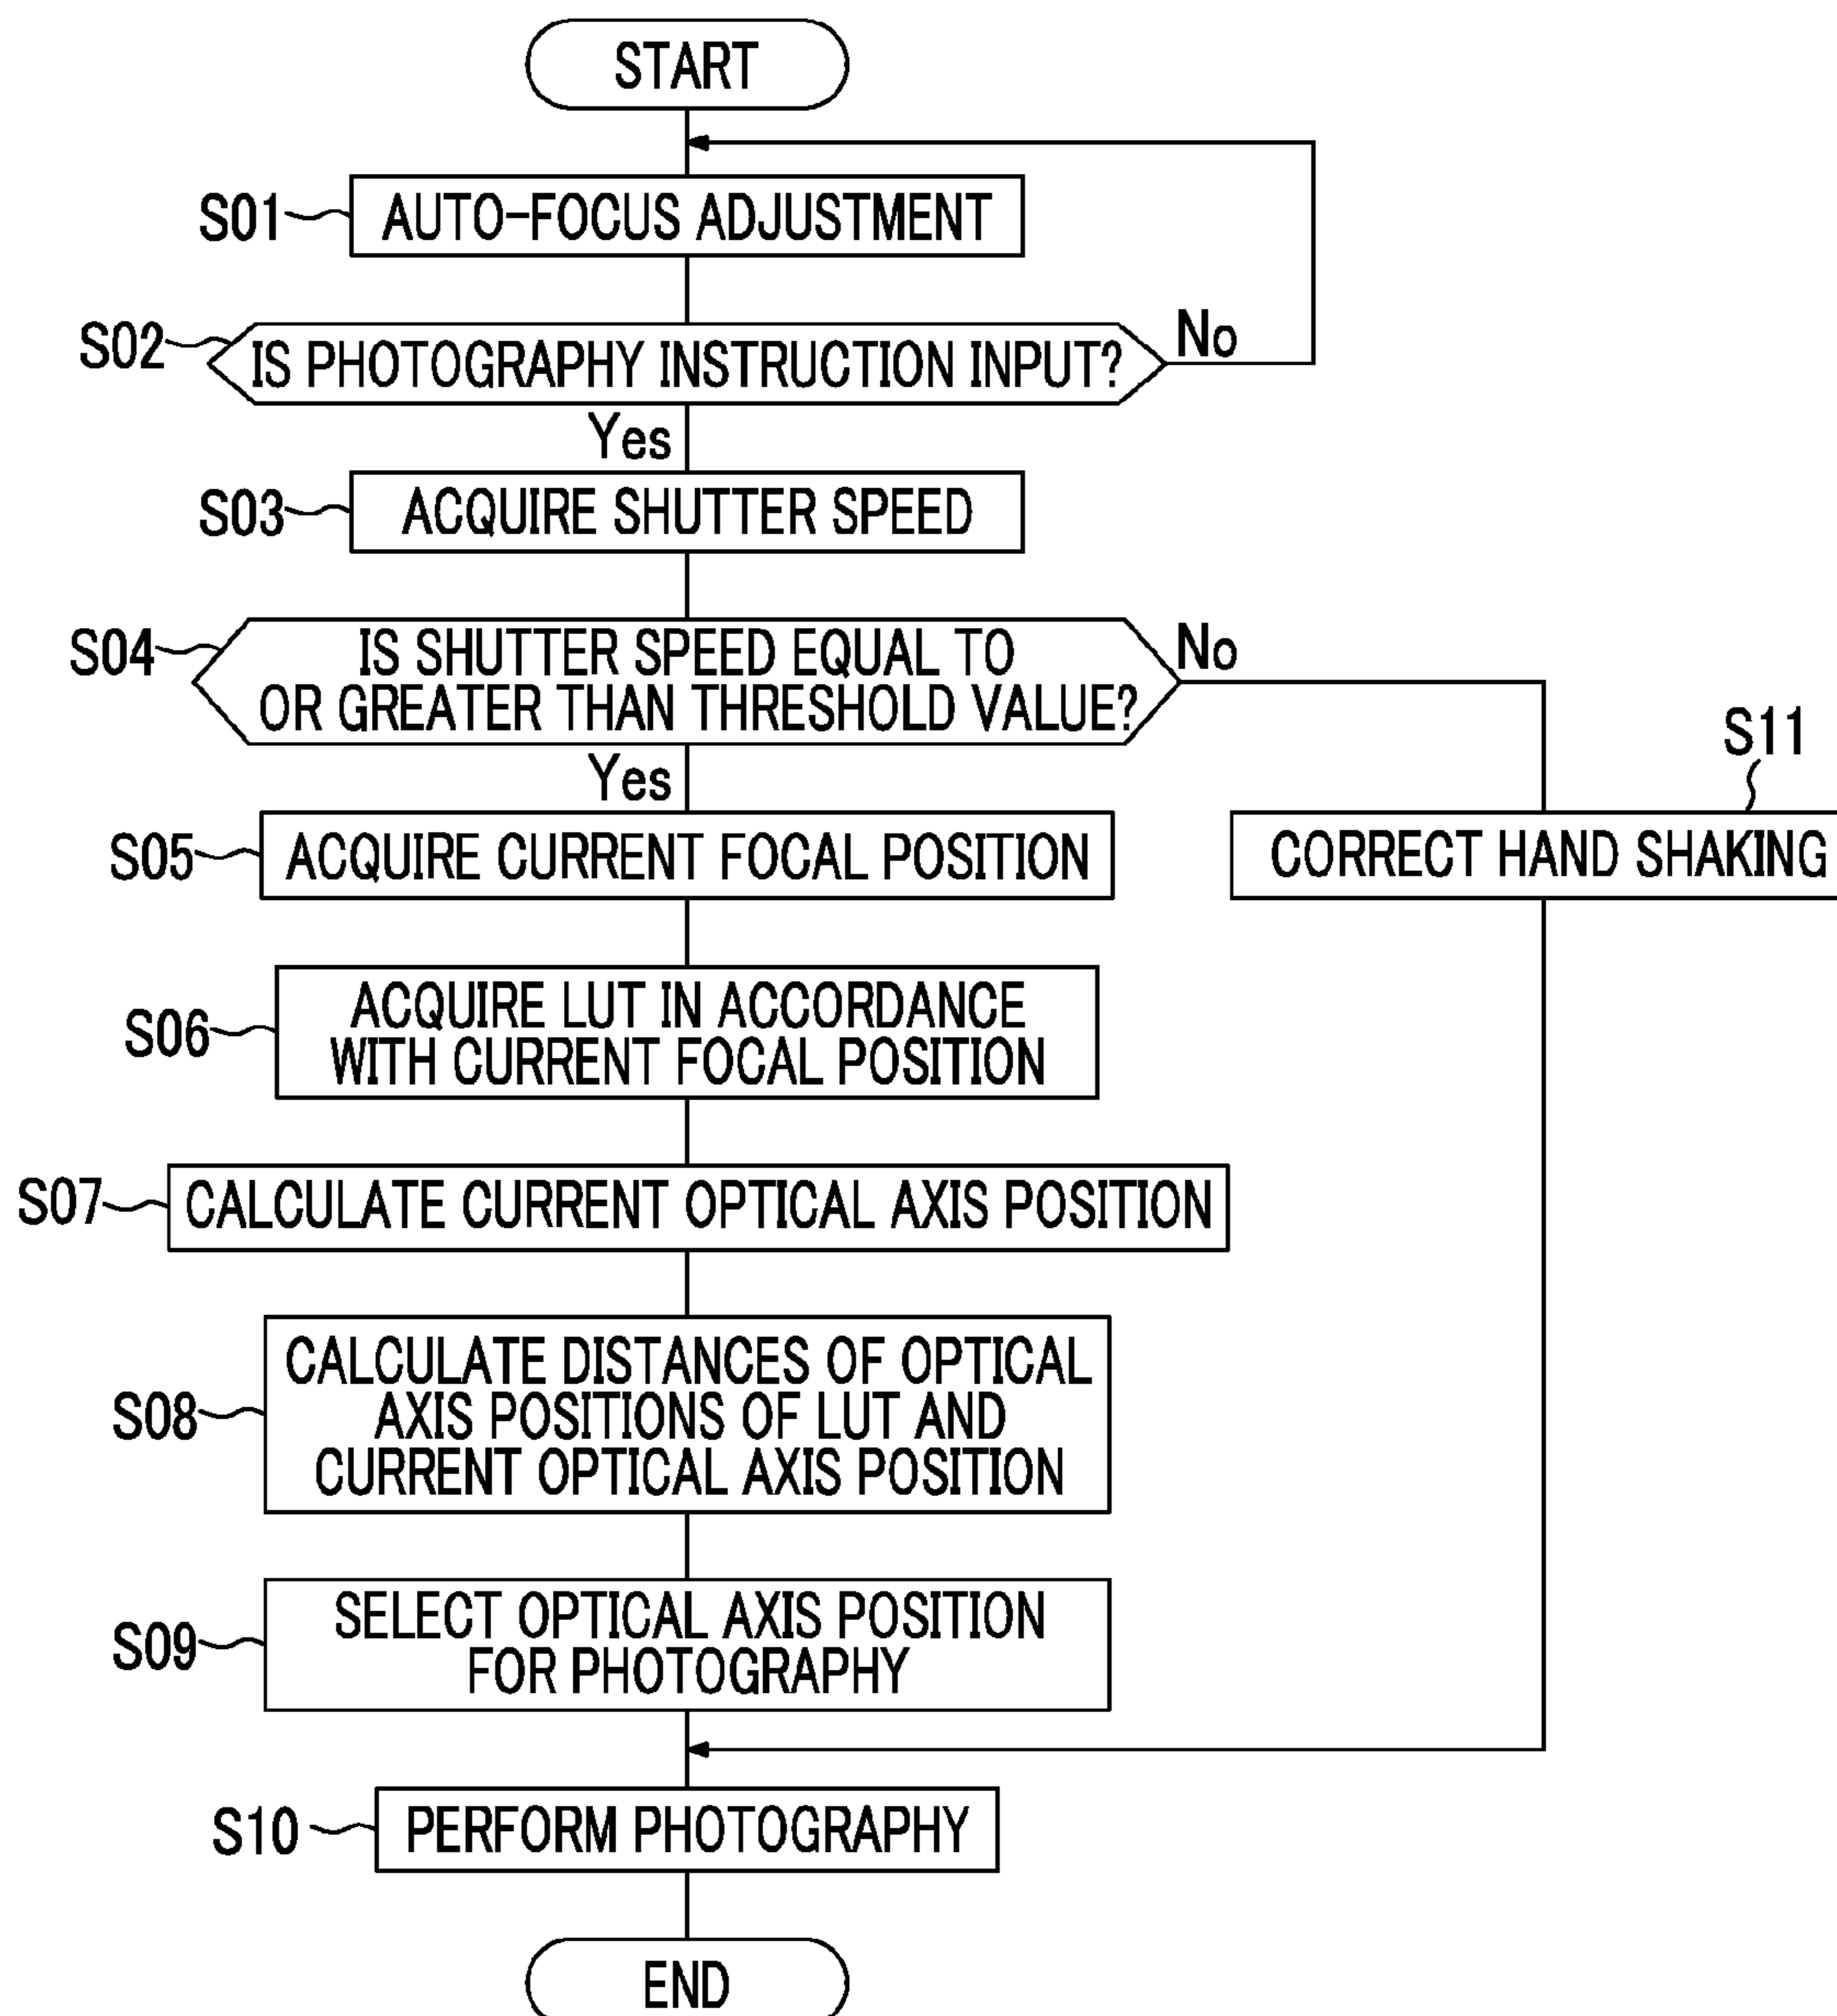 START
S01
AUTO-FOCUS ADJUSTMENT
S02
IS PHOTOGRAPHY INSTRUCTION INPUT?
No
Yes
S03
ACQUIRE SHUTTER SPEED
S04
IS SHUTTER SPEED EQUAL TO
OR GREATER THAN THRESHOLD VALUE?
No
Yes
S11
S05
ACQUIRE CURRENT FOCAL POSITION
CORRECT HAND SHAKING
S06
ACQUIRE LUT IN ACCORDANCE
WITH CURRENT FOCAL POSITION
S07
CALCULATE CURRENT OPTICAL AXIS POSITION
S08
CALCULATE DISTANCES OF OPTICAL
AXIS POSITIONS OF LUT AND
CURRENT OPTICAL AXIS POSITION
S09
SELECT OPTICAL AXIS POSITION
FOR PHOTOGRAPHY
S10
PERFORM PHOTOGRAPHY
END